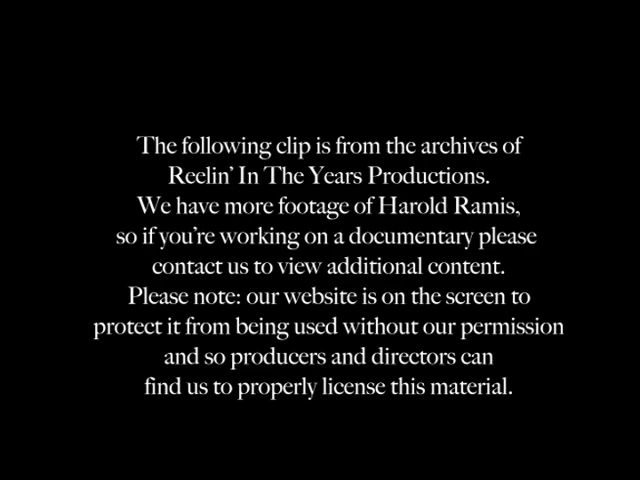 The following clip is from the archives of
Reelin' In The Years Productions.
We have more footage of Harold Ramis,
so if you're working on a documentary please
contact us to view additional content.
Please note: our website is on the screen to
protect it from being used without our permission
and so producers and directors can
find us to properly license this material.